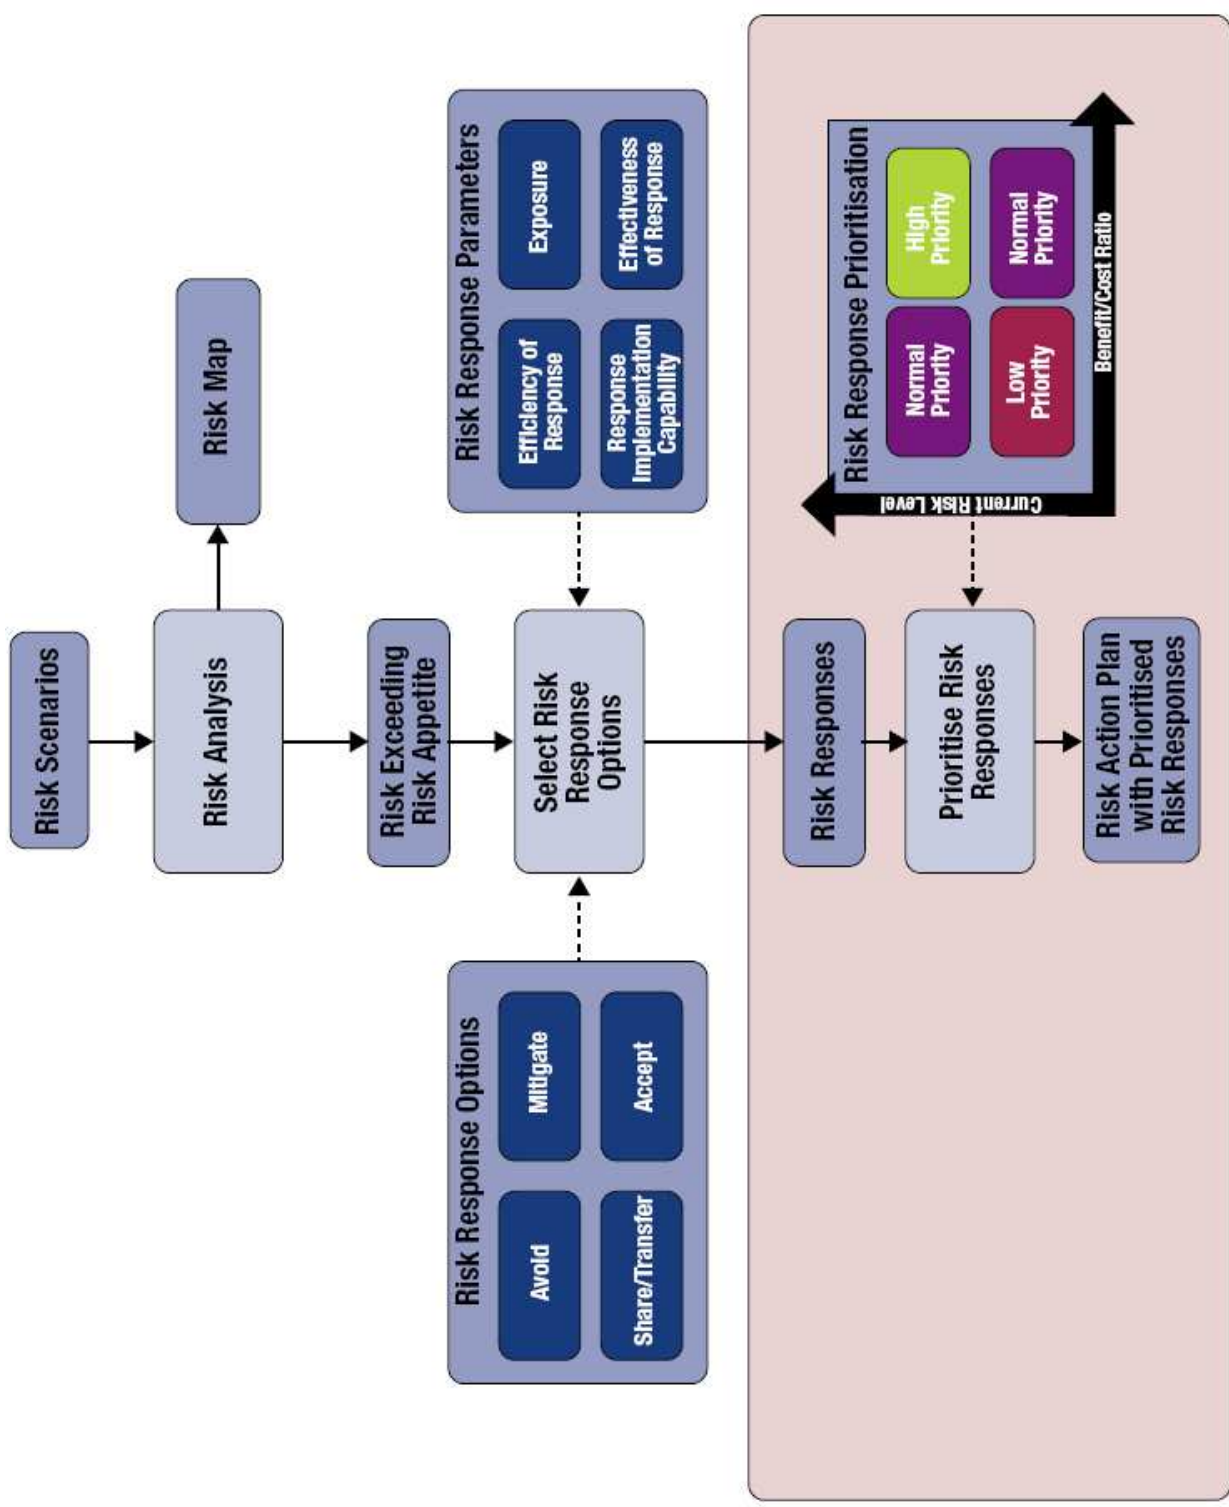 Risk Scenarios
Risk Analysis
Risk Map
Risk Exceeding
Risk Appetite
Risk Response Options
Avoid
Mitigate
Share/Transfer
Accept
Select Risk
Response
Options
Risk Response Parameters
Efficiency of
Response
Exposure
Response
Implementation
Capability
Effectiveness
of Response
Risk Responses
Prioritise Risk
Responses
Risk Action Plan
with Prioritised
Risk Responses
Risk Response Prioritisation
Current Risk Level
Normal
Priority
High
Priority
Low
Priority
Normal
Priority
Benefit/Cost Ratio